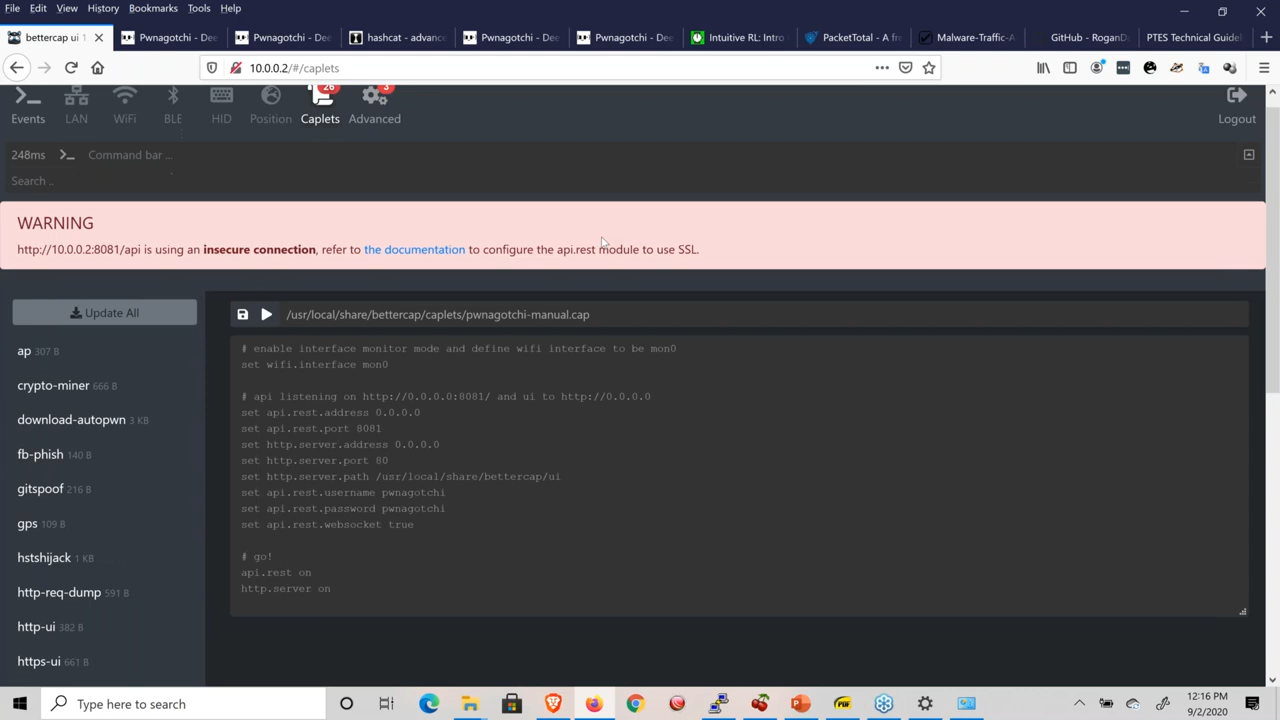 File Edit View History Bookmarks Tools Help
bettercap ui 1
Pwnagotchi - Dee
Pwnagotchi - Dee
hashcat - advance
Pwnagotchi - Dee
Pwnagotchi - Dee
Intuitive RL: Intro
PacketTotal - A fr
Malware-Traffic-A
GitHub - RoganD
PTES Technical Guidel
10.0.0.2/#/caplets
26 3
Events LAN WiFi BLE HID Position Caplets Advanced Logout
248ms Command bar ...
Search ..
WARNING
http://10.0.0.2:8081/api is using an insecure connection, refer to the documentation to configure the api.rest module to use SSL.
Update All
ap 307 B
crypto-miner 666 B
download-autopwn 3 KB
fb-phish 140 B
gitspoof 216 B
gps 109 B
hstshijack 1 KB
http-req-dump 591 B
http-ui 382 B
https-ui 661 B
/usr/local/share/bettercap/caplets/pwnagotchi-manual.cap
# enable interface monitor mode and define wifi interface to be mon0
set wifi.interface mon0
# api listening on http://0.0.0.0:8081/ and ui to http://0.0.0.0
set api.rest.address 0.0.0.0
set api.rest.port 8081
set http.server.address 0.0.0.0
set http.server.port 80
set http.server.path /usr/local/share/bettercap/ui
set api.rest.username pwnagotchi
set api.rest.password pwnagotchi
set api.rest.websocket true
# go!
api.rest on
http.server on
Type here to search
12:16 PM
9/2/2020